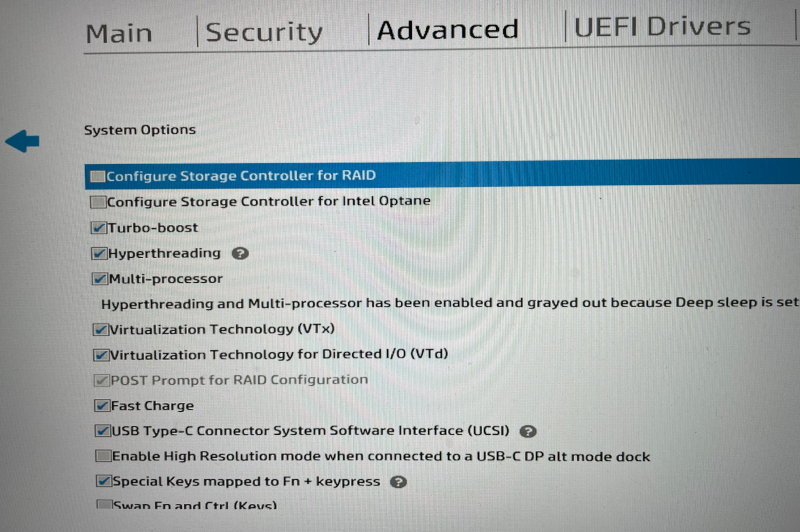 Main Security Advanced UEFI Drivers
System Options
Configure Storage Controller for RAID
Configure Storage Controller for Intel Optane
Turbo-boost
Hyperthreading ?
Multi-processor
Hyperthreading and Multi-processor has been enabled and grayed out because Deep sleep is set
Virtualization Technology (VTx)
Virtualization Technology for Directed I/O (VTd)
POST Prompt for RAID Configuration
Fast Charge
USB Type-C Connector System Software Interface (UCSI) ?
Enable High Resolution mode when connected to a USB-C DP alt mode dock
Special Keys mapped to Fn + keypress ?
Swap Fn and Ctrl (Keys)